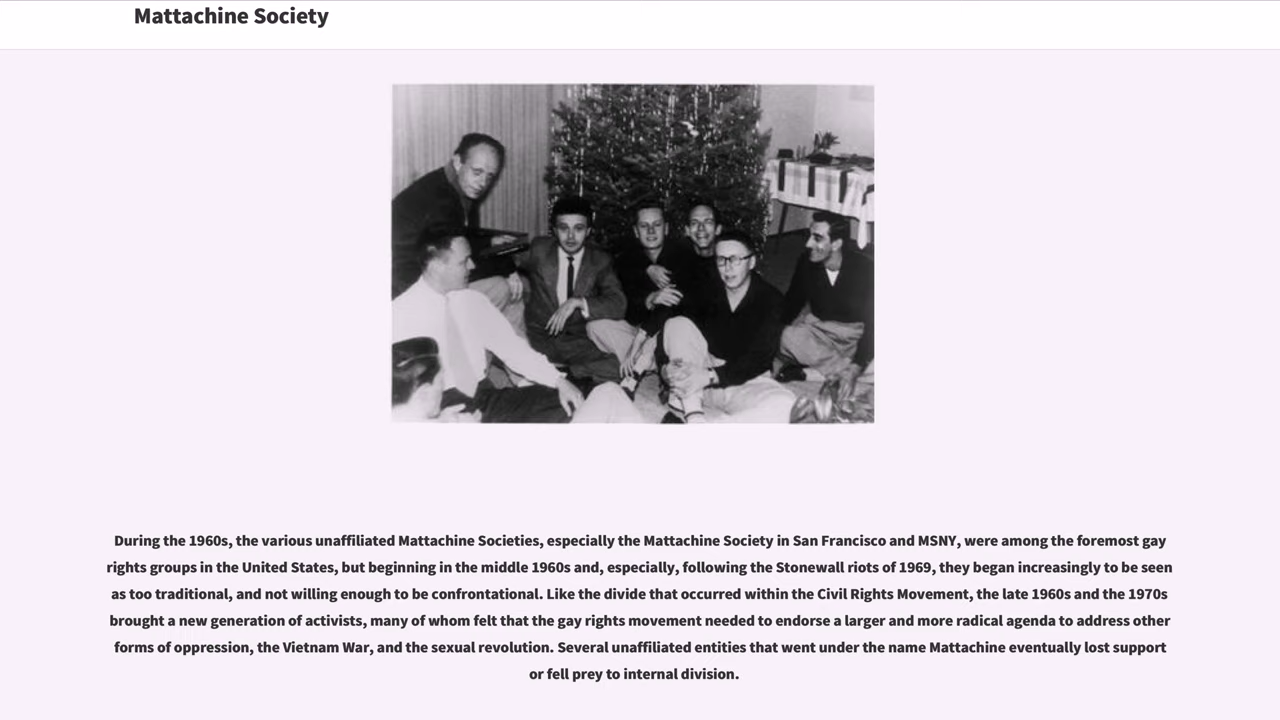 Mattachine Society
During the 1960s, the various unaffiliated Mattachine Societies, especially the Mattachine Society in San Francisco and MSNY, were among the foremost gay
rights groups in the United States, but beginning in the middle 1960s and, especially, following the Stonewall riots of 1969, they began increasingly to be seen
as too traditional, and not willing enough to be confrontational. Like the divide that occurred within the Civil Rights Movement, the late 1960s and the 1970s
brought a new generation of activists, many of whom felt that the gay rights movement needed to endorse a larger and more radical agenda to address other
forms of oppression, the Vietnam War, and the sexual revolution. Several unaffiliated entities that went under the name Mattachine eventually lost support
or fell prey to internal division.